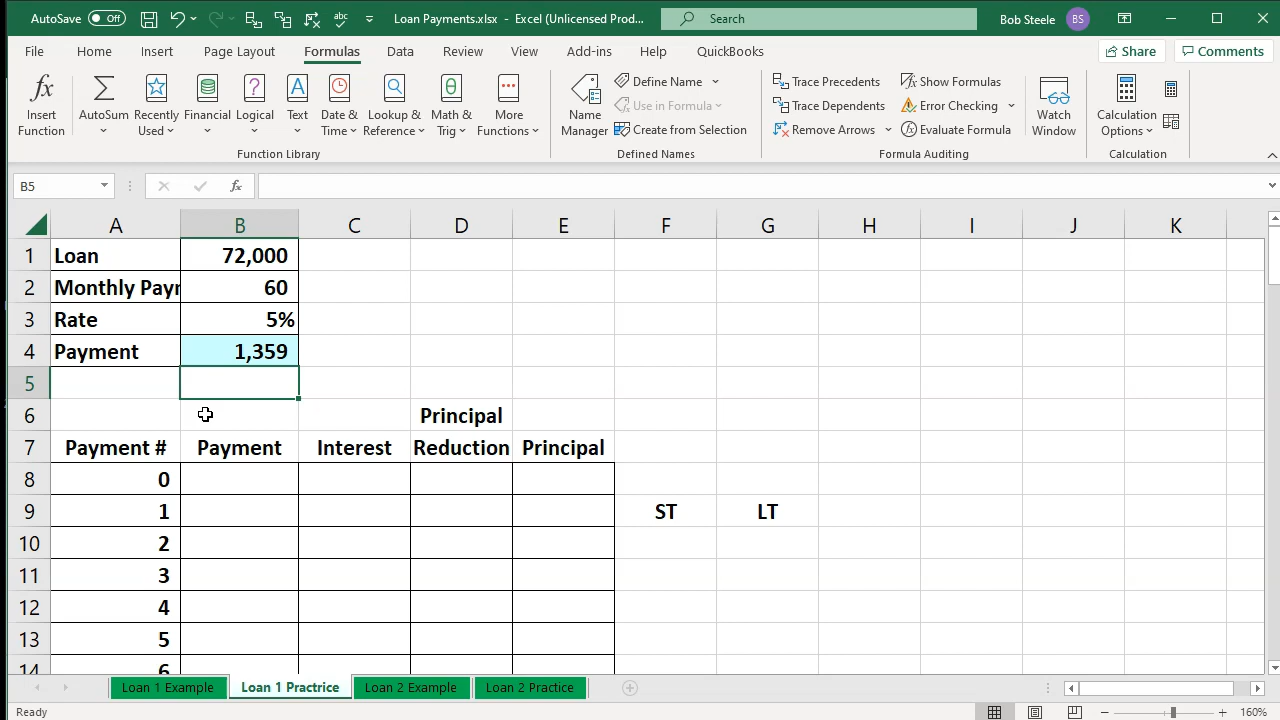 AutoSave Off Loan Payments.xlsx - Excel (Unlicensed Prod... Search Bob Steele BS
File Home Insert Page Layout Formulas Data Review View Add-ins Help QuickBooks Share Comments
Insert Function
AutoSum
Recently Used
Financial
Logical
Text
Date & Time
Lookup & Reference
Math & Trig
More Functions
Function Library
Name Manager
Define Name
Use in Formula
Create from Selection
Defined Names
Trace Precedents
Trace Dependents
Remove Arrows
Show Formulas
Error Checking
Evaluate Formula
Formula Auditing
Watch Window
Calculation Options
Calculation
B5 fx
A B C D E F G H I J K
1 Loan 72,000
2 Monthly Payr 60
3 Rate 5%
4 Payment 1,359
5
6 Principal
7 Payment # Payment Interest Reduction Principal
8 0
9 1 ST LT
10 2
11 3
12 4
13 5
14 6
Loan 1 Example Loan 1 Practrice Loan 2 Example Loan 2 Practice
Ready 160%